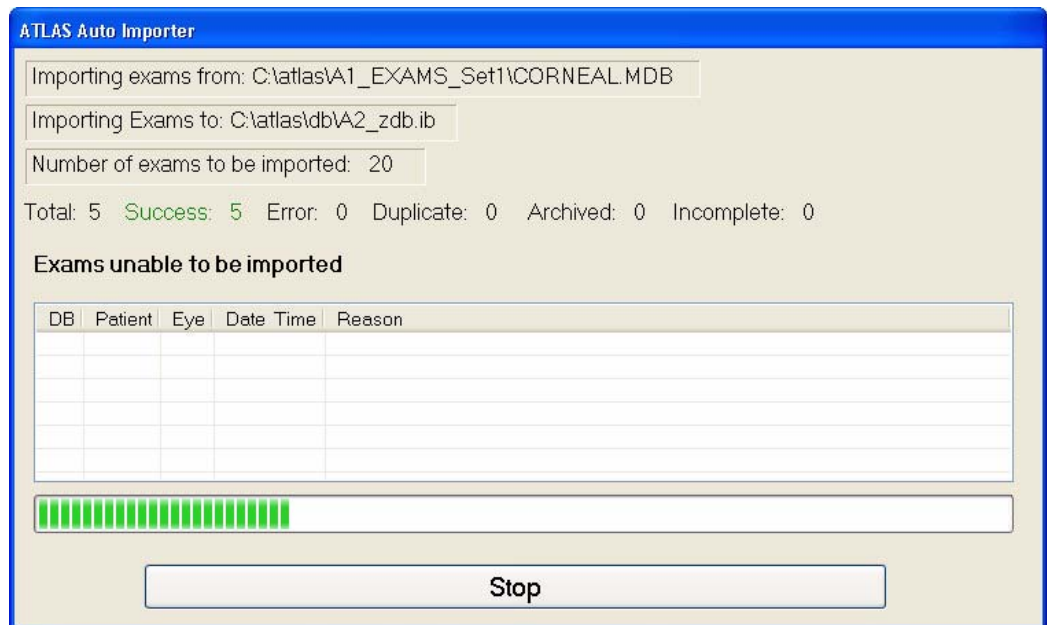 ATLAS Auto Importer
Importing exams from: C:\atlas\A1_EXAMS_Set1\CORNEAL.MDB
Importing Exams to: C:\atlas\db\A2_zdb.ib
Number of exams to be imported: 20
Total: 5 Success: 5 Error: 0 Duplicate: 0 Archived: 0 Incomplete: 0
Exams unable to be imported
DB Patient Eye Date Time Reason
Stop